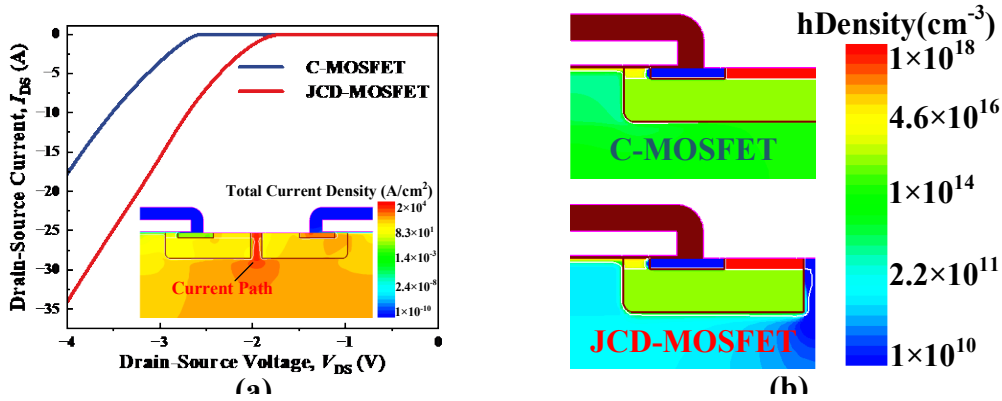 0
−5
−10
−15
−20
−25
−30
−35
Drain-Source Current, I_DS (A)
C-MOSFET
JCD-MOSFET
Total Current Density (A/cm²)
2×10⁴
8.3×10¹
1.4×10⁻³
2.4×10⁻⁸
1×10⁻¹⁰
Current Path
−4 −3 −2 −1 0
Drain-Source Voltage, V_DS (V)
(a)
hDensity(cm⁻³)
1×10¹⁸
4.6×10¹⁶
1×10¹⁴
2.2×10¹¹
1×10¹⁰
C-MOSFET
JCD-MOSFET
(b)